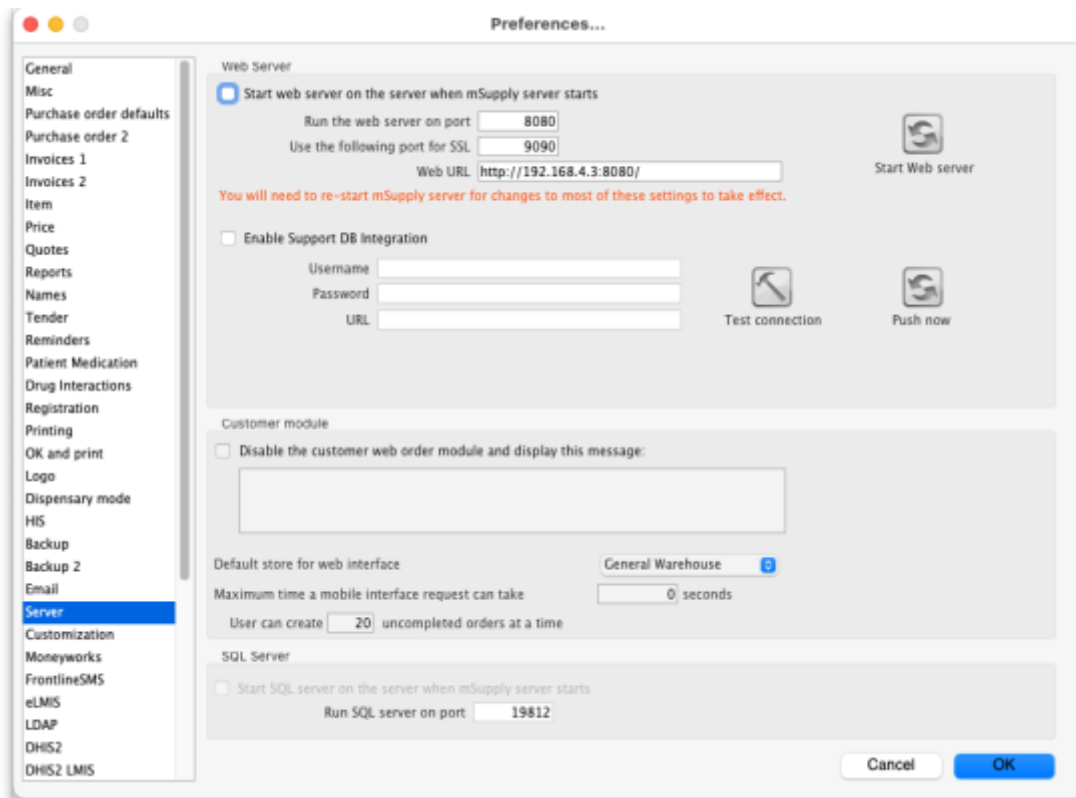 Preferences...
General
Misc
Purchase order defaults
Purchase order 2
Invoices 1
Invoices 2
Item
Price
Quotes
Reports
Names
Tender
Reminders
Patient Medication
Drug Interactions
Registration
Printing
OK and print
Logo
Dispensary mode
HIS
Backup
Backup 2
Email
Server
Customization
Moneyworks
FrontlineSMS
eLMIS
LDAP
DHIS2
DHIS2 LMIS
Web Server
Start web server on the server when mSupply server starts
Run the web server on port 8080
Use the following port for SSL 9090
Web URL http://192.168.4.3:8080/
Start Web server
You will need to re-start mSupply server for changes to most of these settings to take effect.
Enable Support DB Integration
Username
Password
URL
Test connection
Push now
Customer module
Disable the customer web order module and display this message:
Default store for web interface General Warehouse
Maximum time a mobile interface request can take 0 seconds
User can create 20 uncompleted orders at a time
SQL Server
Start SQL server on the server when mSupply server starts
Run SQL server on port 19812
Cancel
OK